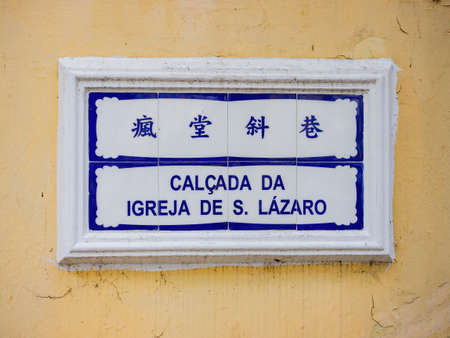 瘋堂斜巷
CALÇADA DA
IGREJA DE S. LÁZARO